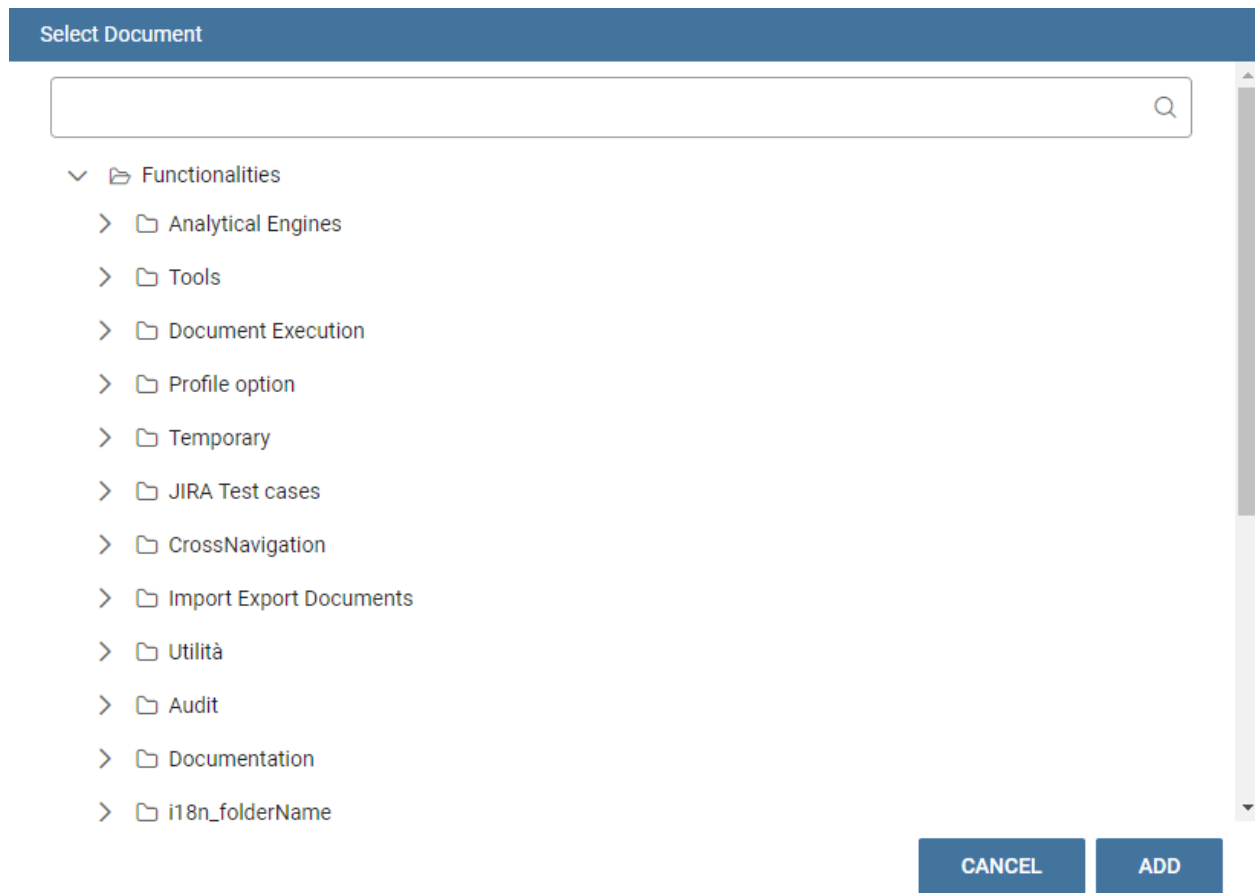 Select Document
Functionalities
Analytical Engines
Tools
Document Execution
Profile option
Temporary
JIRA Test cases
CrossNavigation
Import Export Documents
Utilità
Audit
Documentation
i18n_folderName
CANCEL ADD